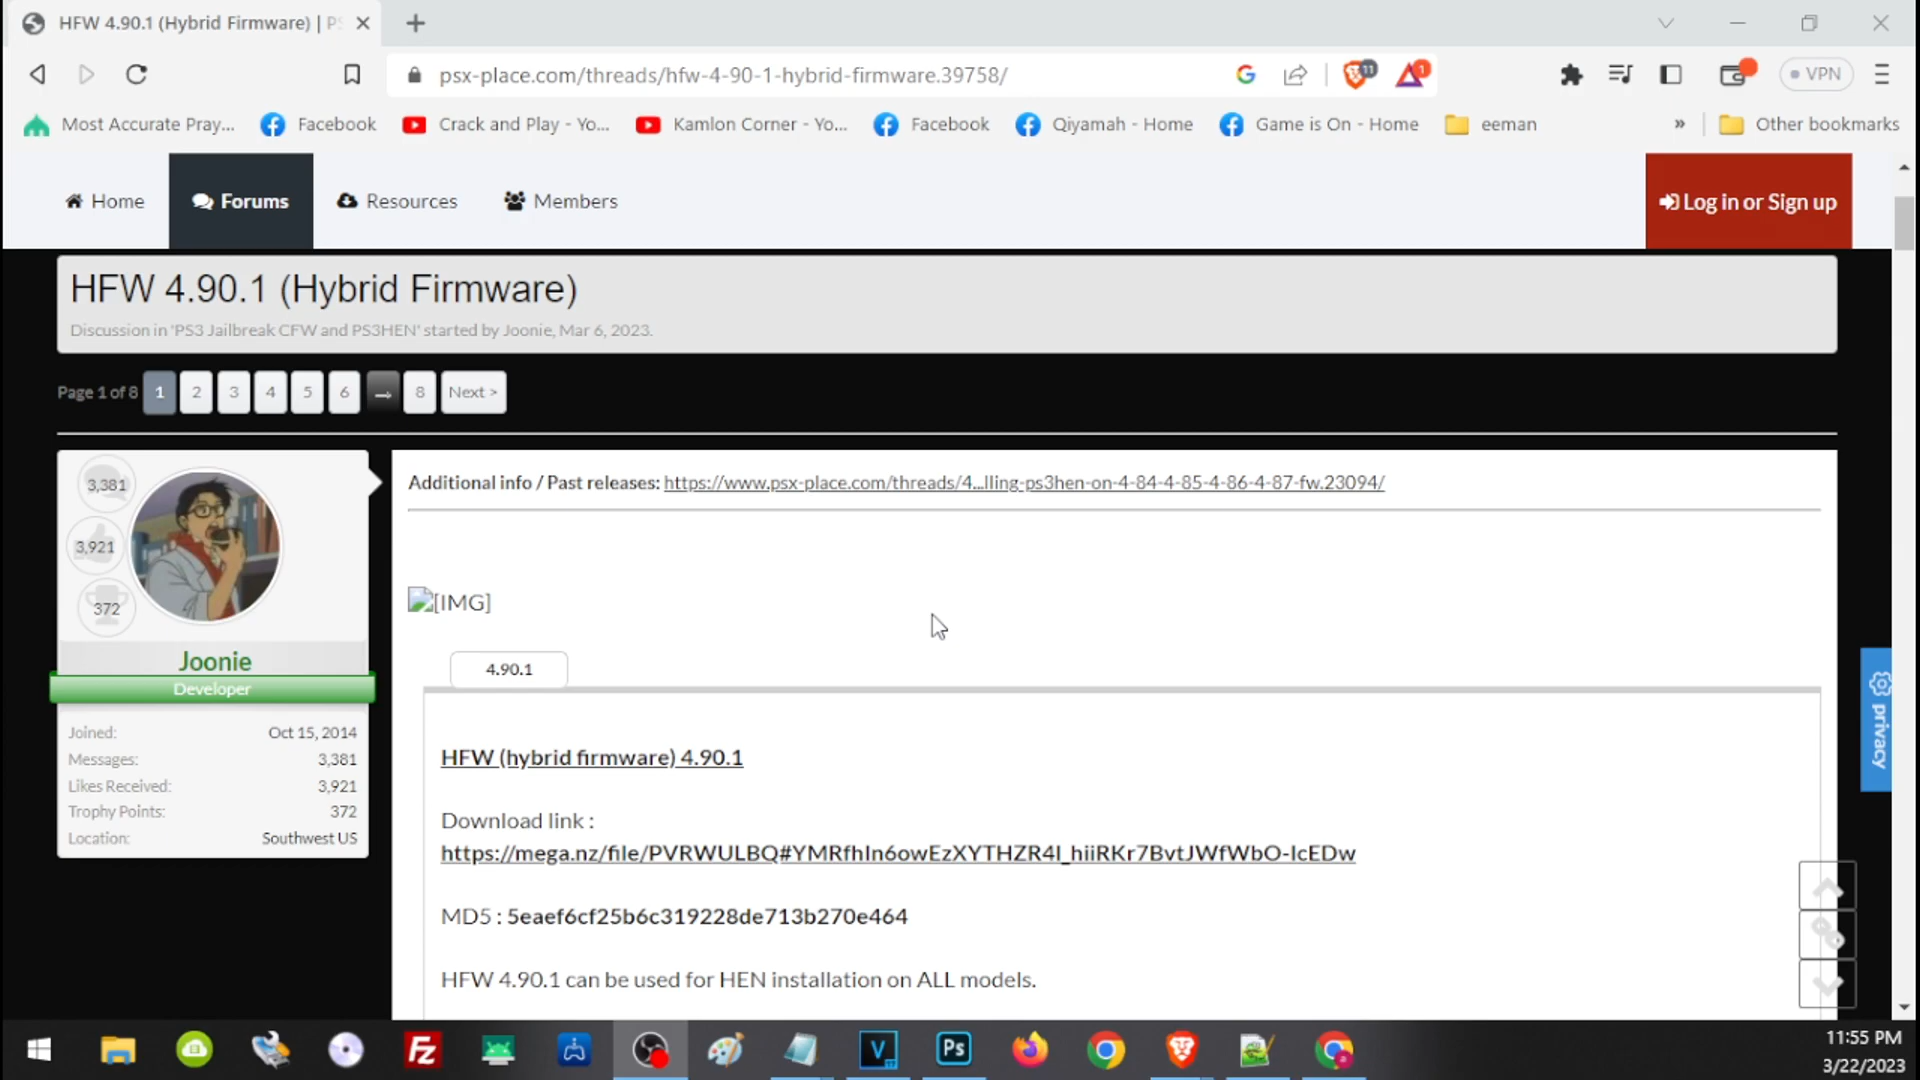 HFW 4.90.1 (Hybrid Firmware) | PS
psx-place.com/threads/hfw-4-90-1-hybrid-firmware.39758/
11
1
VPN
Most Accurate Pray...
Facebook
Crack and Play - Yo...
Kamlon Corner - Yo...
Facebook
Qiyamah - Home
Game is On - Home
eeman
»
Other bookmarks
Home
Forums
Resources
Members
Log in or Sign up
HFW 4.90.1 (Hybrid Firmware)
Discussion in 'PS3 Jailbreak CFW and PS3HEN' started by Joonie, Mar 6, 2023.
Page 1 of 8 1 2 3 4 5 6 → 8 Next >
3,381
3,921
372
Joonie
Developer
Joined: Oct 15, 2014
Messages: 3,381
Likes Received: 3,921
Trophy Points: 372
Location: Southwest US
Additional info / Past releases: https://www.psx-place.com/threads/4...lling-ps3hen-on-4-84-4-85-4-86-4-87-fw.23094/
[IMG]
4.90.1
HFW (hybrid firmware) 4.90.1
Download link :
https://mega.nz/file/PVRWULBQ#YMRfhIn6owEzXYTHZR4I_hiiRKr7BvtJWfWbO-IcEDw
MD5 : 5eaef6cf25b6c319228de713b270e464
HFW 4.90.1 can be used for HEN installation on ALL models.
privacy
Fz
V
Ps
11:55 PM
3/22/2023